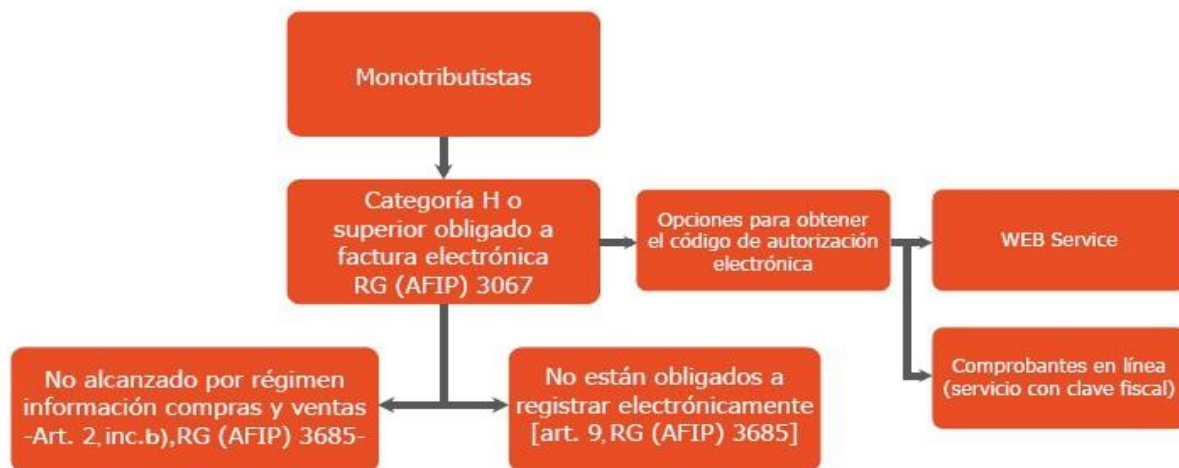 Monotributistas
Categoría H o
superior obligado a
factura electrónica
RG (AFIP) 3067
Opciones para obtener
el código de autorización
electrónica
WEB Service
Comprobantes en línea
(servicio con clave fiscal)
No alcanzado por régimen
información compras y ventas
-Art. 2,inc.b),RG (AFIP) 3685-
No están obligados a
registrar electrónicamente
[art. 9,RG (AFIP) 3685]